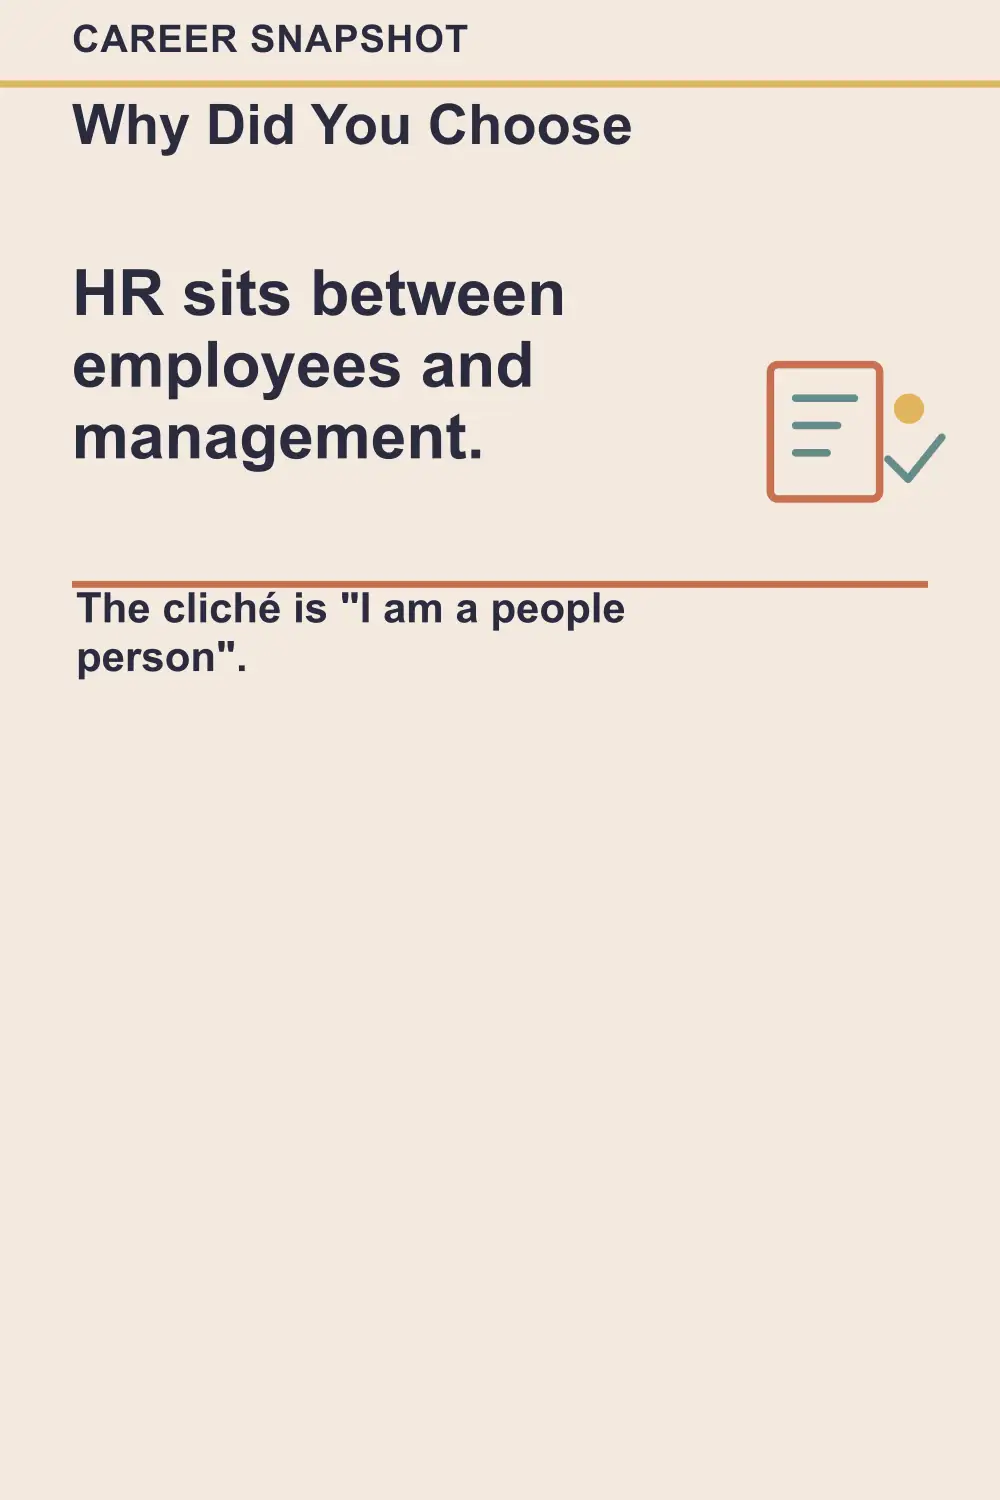 CAREER SNAPSHOT
Why Did You Choose
HR sits between
employees and
management.
The cliché is "I am a people
person".